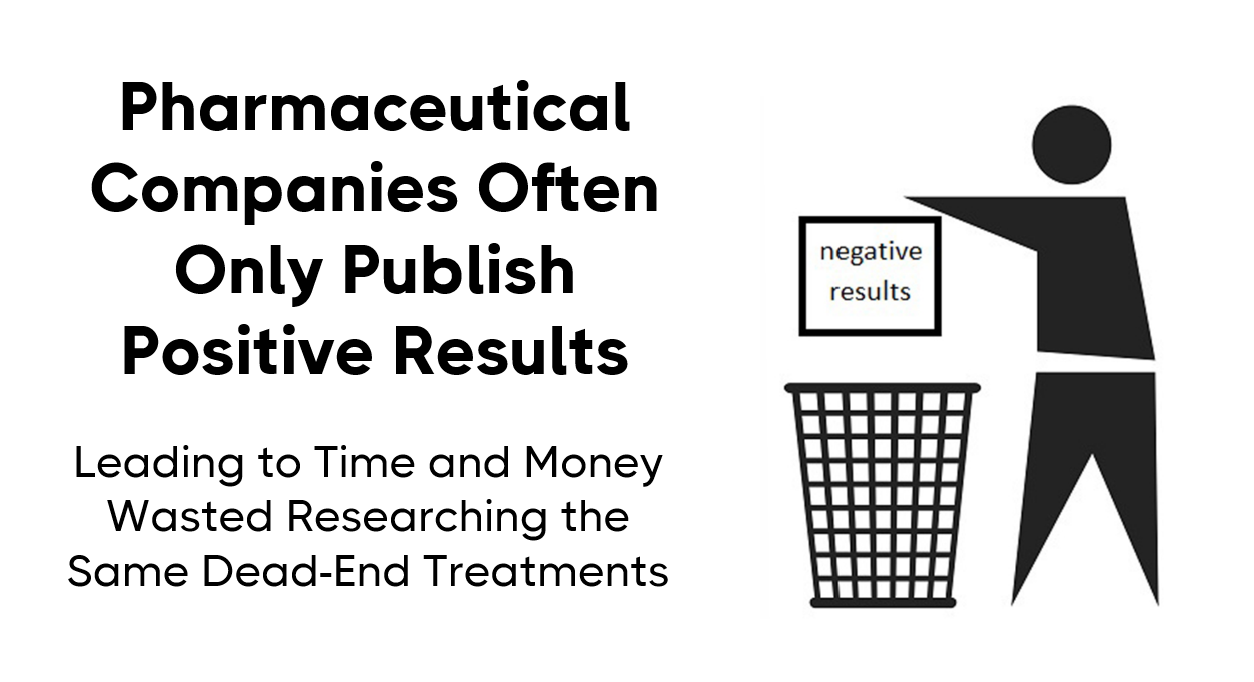 Pharmaceutical
Companies Often
Only Publish
Positive Results
Leading to Time and Money
Wasted Researching the
Same Dead-End Treatments
negative
results